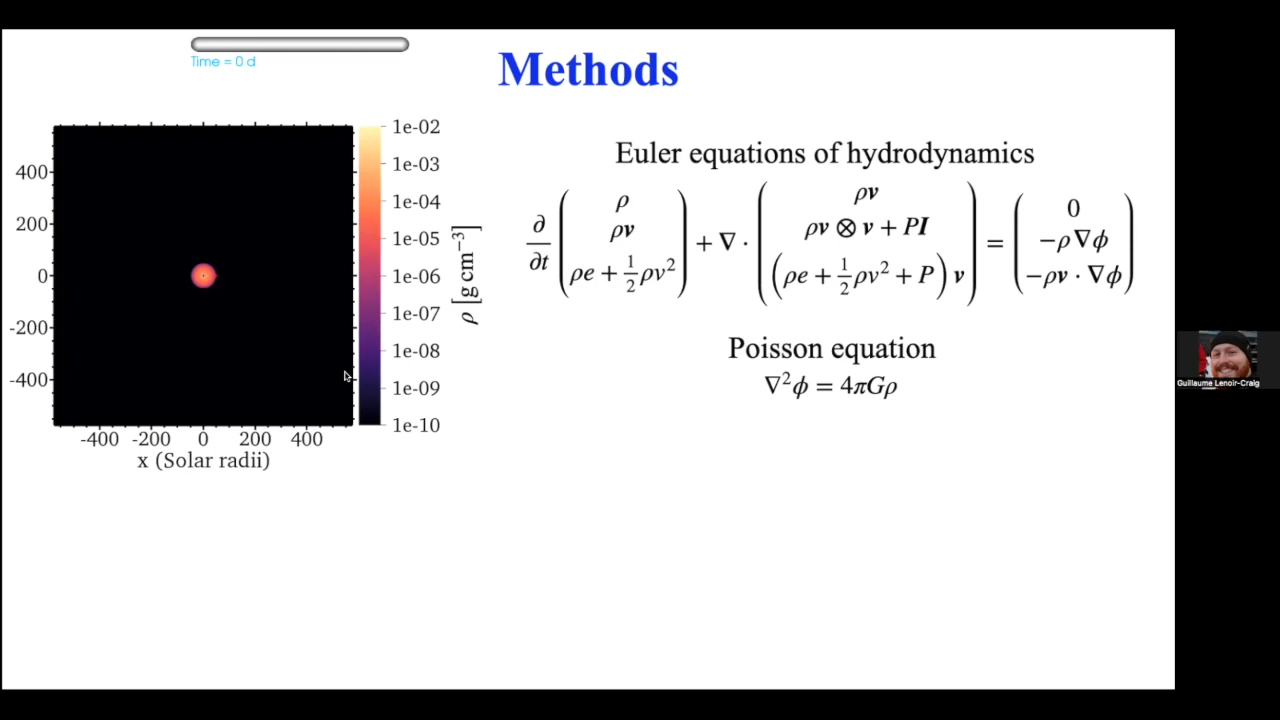 Time = 0 d
Methods
400
200
0
-200
-400
-400 -200 0 200 400
x (Solar radii)
1e-02
1e-03
1e-04
1e-05
1e-06
1e-07
1e-08
1e-09
1e-10
ρ [g cm⁻³]
Euler equations of hydrodynamics
∂/∂t ( ρ ; ρv ; ρe + ½ρv² ) + ∇ · ( ρv ; ρv ⊗ v + PI ; (ρe + ½ρv² + P) v ) = ( 0 ; −ρ∇ϕ ; −ρv · ∇ϕ )
Poisson equation
∇²ϕ = 4πGρ
Guillaume Lenoir-Craig